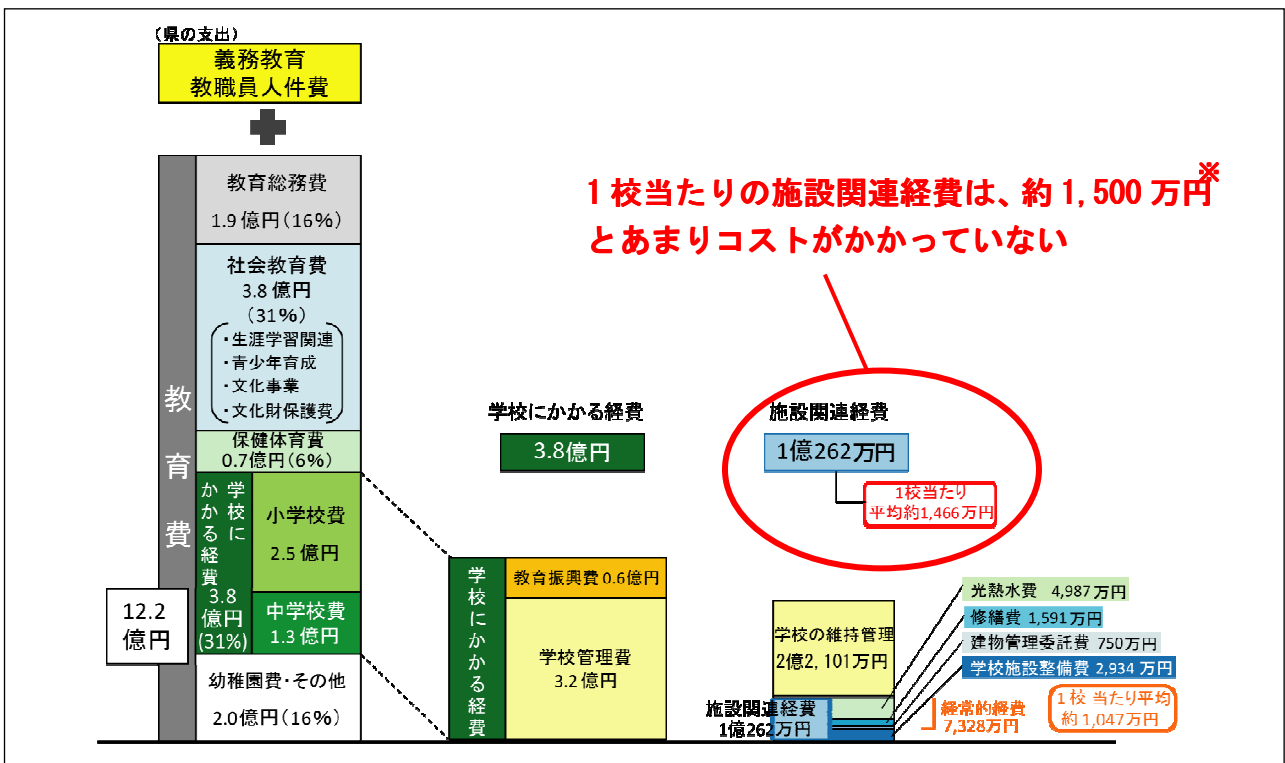 (県の支出)
義務教育
教職員人件費
教育費
12.2
億円
教育総務費
1.9億円(16%)
社会教育費
3.8億円
(31%)
・生涯学習関連
・青少年育成
・文化事業
・文化財保護費
保健体育費
0.7億円(6%)
学校に
かかる経費
3.8
億円
(31%)
小学校費
2.5億円
中学校費
1.3億円
幼稚園費・その他
2.0億円(16%)
1校当たりの施設関連経費は、約1,500万円※
とあまりコストがかかっていない
学校にかかる経費
3.8億円
学校にかかる経費
教育振興費 0.6億円
学校管理費
3.2億円
施設関連経費
1億262万円
1校当たり
平均約1,466万円
学校の維持管理
2億2,101万円
施設関連経費
1億262万円
光熱水費 4,987万円
修繕費 1,591万円
建物管理委託費 750万円
学校施設整備費 2,934万円
経常的経費
7,328万円
1校当たり平均
約1,047万円